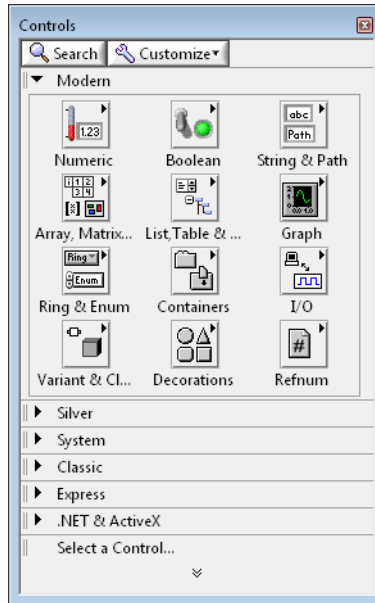 Controls
Search Customize
Modern
1.23
abc
Path
Numeric Boolean String & Path
1 2
3 4
Array, Matrix... List,Table & ... Graph
Ring
Enum
Ring & Enum Containers I/O
#
Variant & Cl... Decorations Refnum
Silver
System
Classic
Express
.NET & ActiveX
Select a Control...